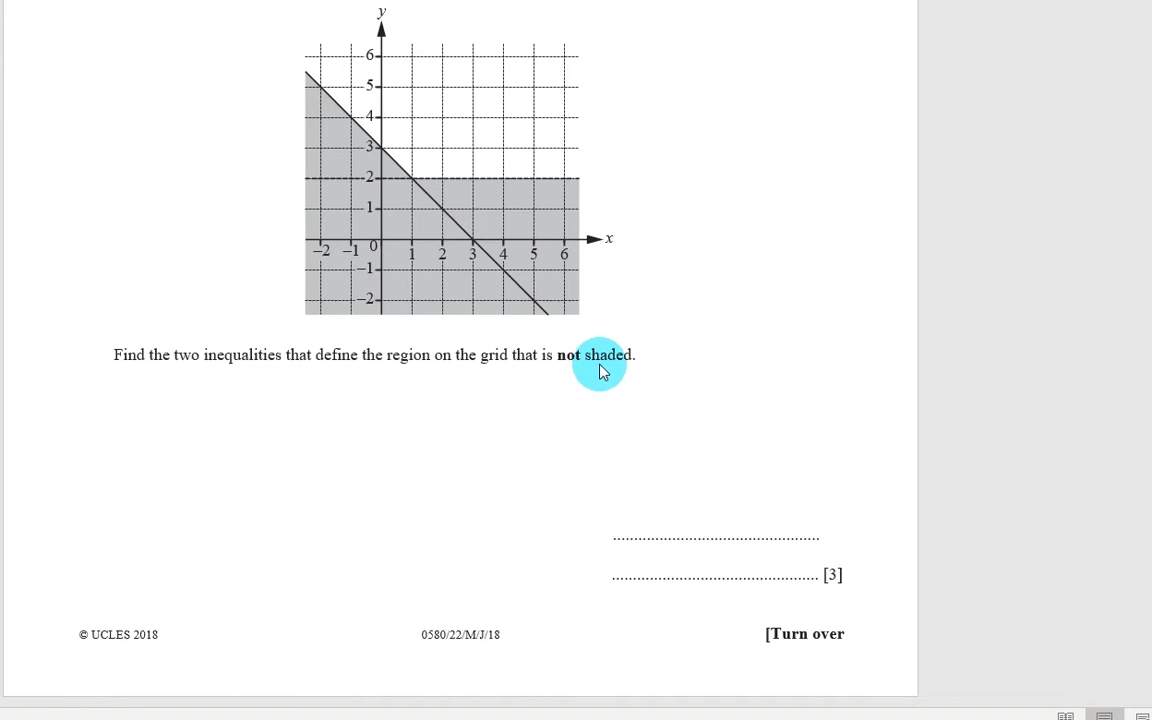 y
6
5
4
3
2
1
x
−2 −1 0 1 2 3 4 5 6
−1
−2
Find the two inequalities that define the region on the grid that is not shaded.
..................................................
.................................................. [3]
© UCLES 2018 0580/22/M/J/18 [Turn over